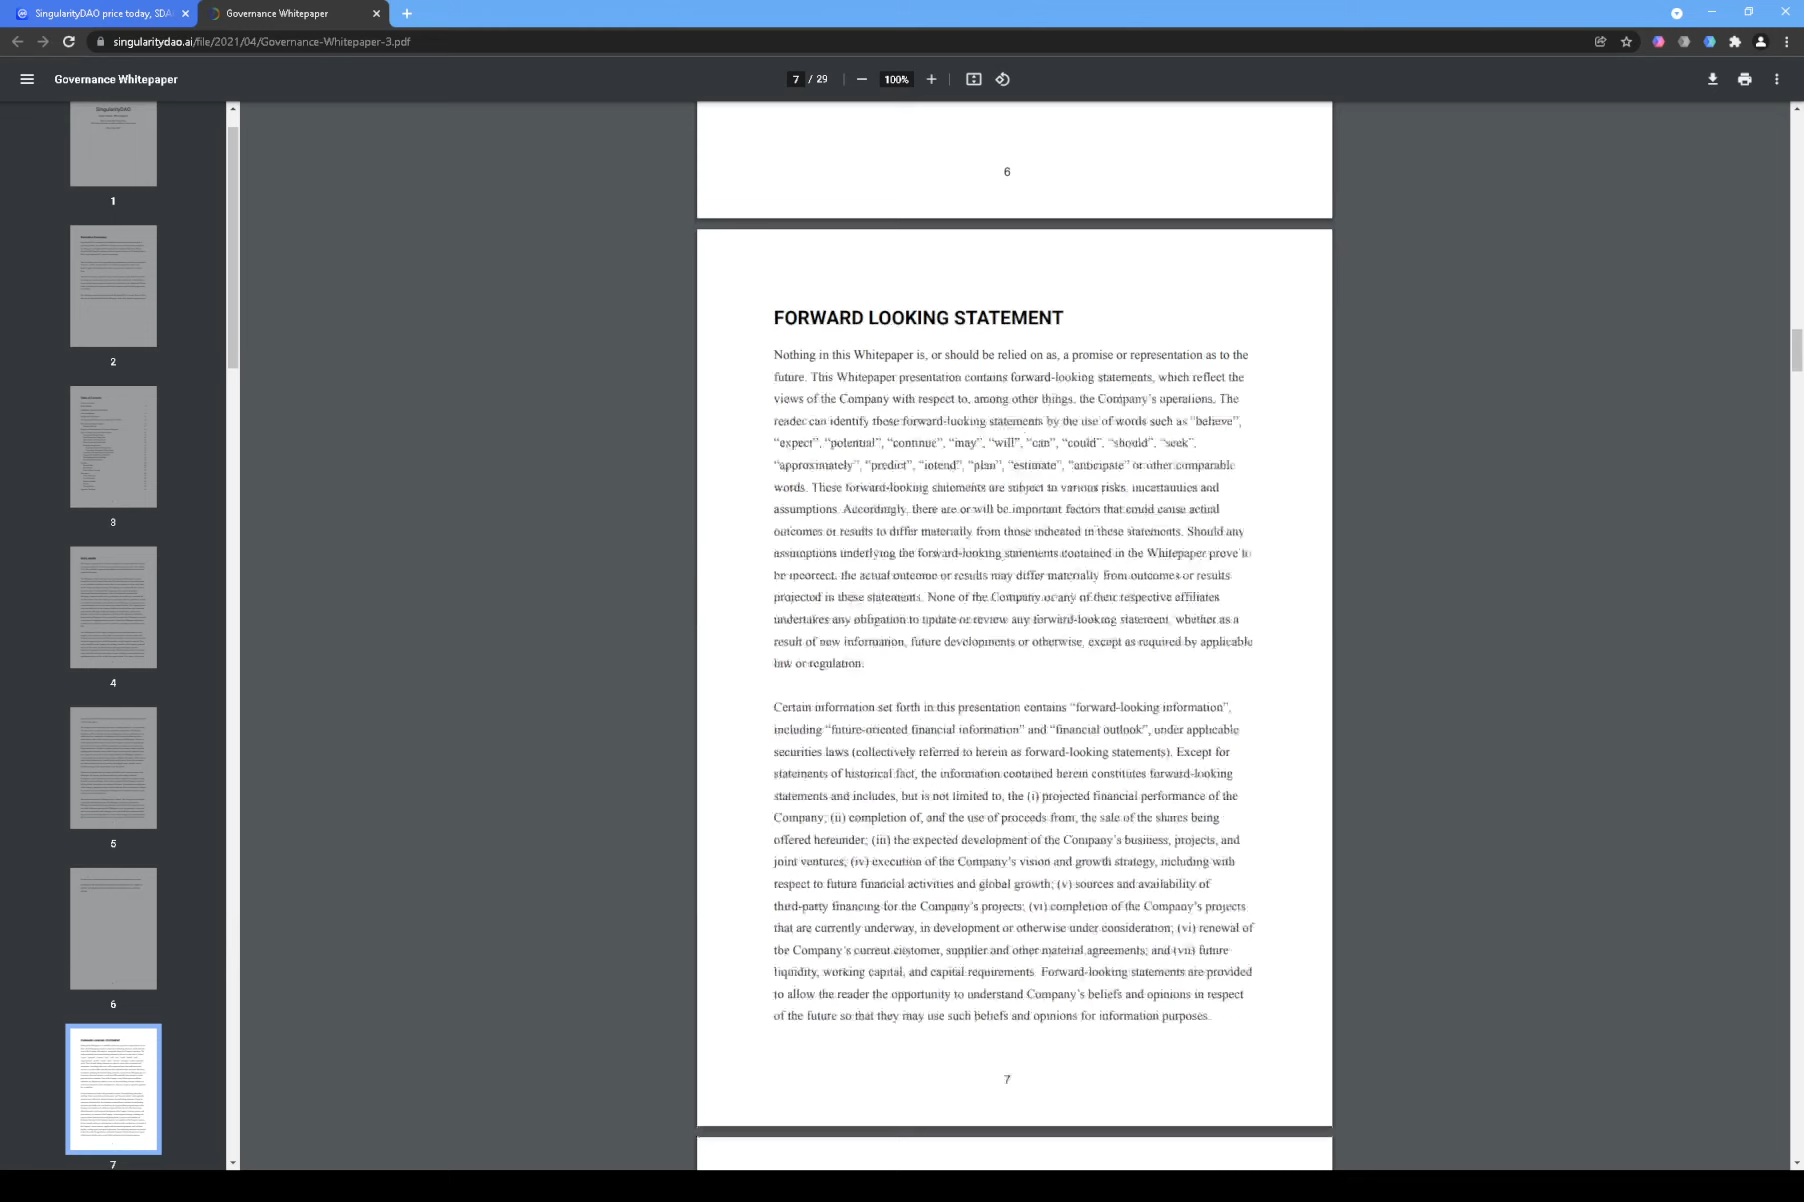 SingularityDAO price today, SDA
Governance Whitepaper
singularitydao.ai/file/2021/04/Governance-Whitepaper-3.pdf
Governance Whitepaper
7 / 29
100%
SingularityDAO
1
2
3
4
5
6
7
6
FORWARD LOOKING STATEMENT
Nothing in this Whitepaper is, or should be relied on as, a promise or representation as to the
future. This Whitepaper presentation contains forward-looking statements, which reflect the
views of the Company with respect to, among other things, the Company’s operations. The
reader can identify these forward-looking statements by the use of words such as “believe”,
“expect”, “potential”, “continue”, “may”, “will”, “can”, “could”, “should”, “seek”,
“approximately”, “predict”, “intend”, “plan”, “estimate”, “anticipate” or other comparable
words. These forward-looking statements are subject to various risks, uncertainties and
assumptions. Accordingly, there are or will be important factors that could cause actual
outcomes or results to differ materially from those indicated in these statements. Should any
assumptions underlying the forward-looking statements contained in the Whitepaper prove to
be incorrect, the actual outcome or results may differ materially from outcomes or results
projected in these statements. None of the Company or any of their respective affiliates
undertakes any obligation to update or review any forward-looking statement, whether as a
result of new information, future developments or otherwise, except as required by applicable
law or regulation.
Certain information set forth in this presentation contains “forward-looking information”,
including “future-oriented financial information” and “financial outlook”, under applicable
securities laws (collectively referred to herein as forward-looking statements). Except for
statements of historical fact, the information contained herein constitutes forward-looking
statements and includes, but is not limited to, the (i) projected financial performance of the
Company; (ii) completion of, and the use of proceeds from, the sale of the shares being
offered hereunder; (iii) the expected development of the Company’s business, projects, and
joint ventures; (iv) execution of the Company’s vision and growth strategy, including with
respect to future financial activities and global growth; (v) sources and availability of
third-party financing for the Company’s projects; (vi) completion of the Company’s projects
that are currently underway, in development or otherwise under consideration; (vi) renewal of
the Company’s current customer, supplier and other material agreements; and (vii) future
liquidity, working capital, and capital requirements. Forward-looking statements are provided
to allow the reader the opportunity to understand Company’s beliefs and opinions in respect
of the future so that they may use such beliefs and opinions for information purposes.
7